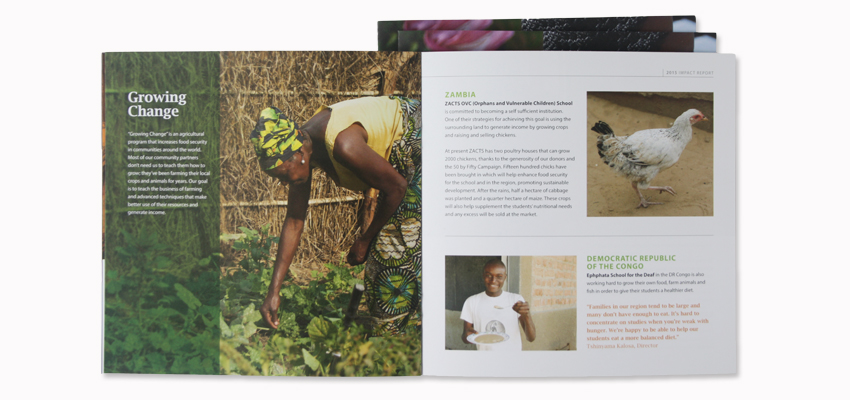 Growing
Change
"Growing Change" is an agricultural
program that increases food security
in communities around the world.
Most of our community partners
don't need us to teach them how to
grow; they've been farming their local
crops and animals for years. Our goal
is to teach the business of farming
and advanced techniques that make
better use of their resources and
generate income.
2013 IMPACT REPORT
ZAMBIA
ZACTS OVC (Orphans and Vulnerable Children) School
is committed to becoming a self sufficient institution.
One of their strategies for achieving this goal is using the
surrounding land to generate income by growing crops
and raising and selling chickens.
At present ZACTS has two poultry houses that can grow
2000 chickens, thanks to the generosity of our donors and
the 50 by Fifty Campaign. Fifteen hundred chicks have
been brought in which will help enhance food security
for the school and in the region, promoting sustainable
development. After the rains, half a hectare of cabbage
was planted and a quarter hectare of maize. These crops
will also help supplement the students' nutritional needs
and any excess will be sold at the market.
DEMOCRATIC REPUBLIC
OF THE CONGO
Ephphata School for the Deaf in the DR Congo is also
working hard to grow their own food, farm animals and
fish in order to give their students a healthier diet.
"Families in our region tend to be large and
many don't have enough to eat. It's hard to
concentrate on studies when you're weak with
hunger. We're happy to be able to help our
students eat a more balanced diet."
Director